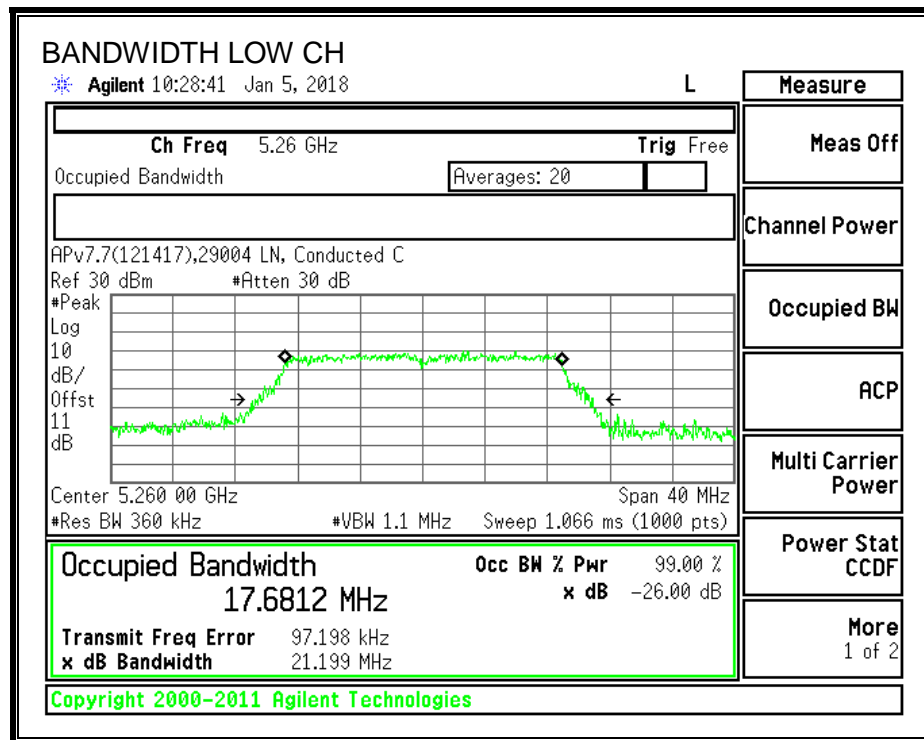 BANDWIDTH LOW CH
Agilent 10:28:41 Jan 5, 2018 L Measure
Ch Freq 5.26 GHz Trig Free
Meas Off
Occupied Bandwidth Averages: 20
Channel Power
APv7.7(121417),29004 LN, Conducted C
Ref 30 dBm #Atten 30 dB
#Peak
Log
10
dB/
Offst
11
dB
Occupied BW
ACP
Multi Carrier
Power
Center 5.260 00 GHz Span 40 MHz
#Res BW 360 kHz #VBW 1.1 MHz Sweep 1.066 ms (1000 pts)
Power Stat
CCDF
Occupied Bandwidth Occ BW % Pwr 99.00 %
17.6812 MHz x dB -26.00 dB
Transmit Freq Error 97.198 kHz
x dB Bandwidth 21.199 MHz
More
1 of 2
Copyright 2000-2011 Agilent Technologies